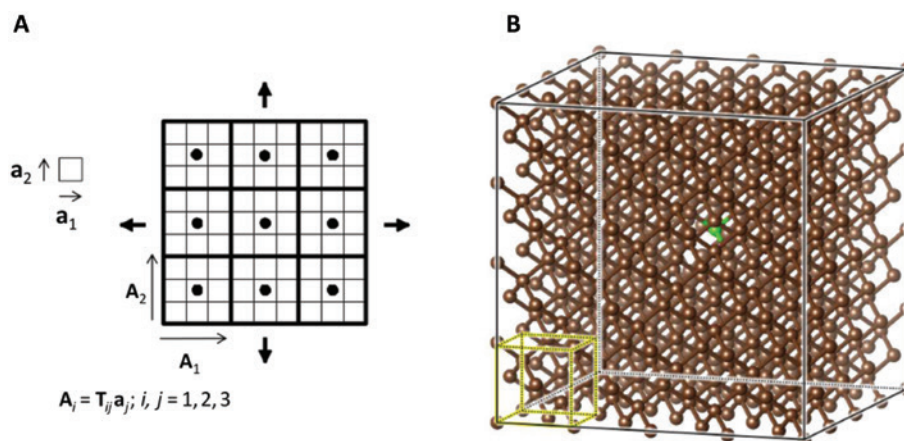 A
B
a₂
a₁
A₂
A₁
Aᵢ = Tᵢⱼaⱼ; i, j = 1, 2, 3